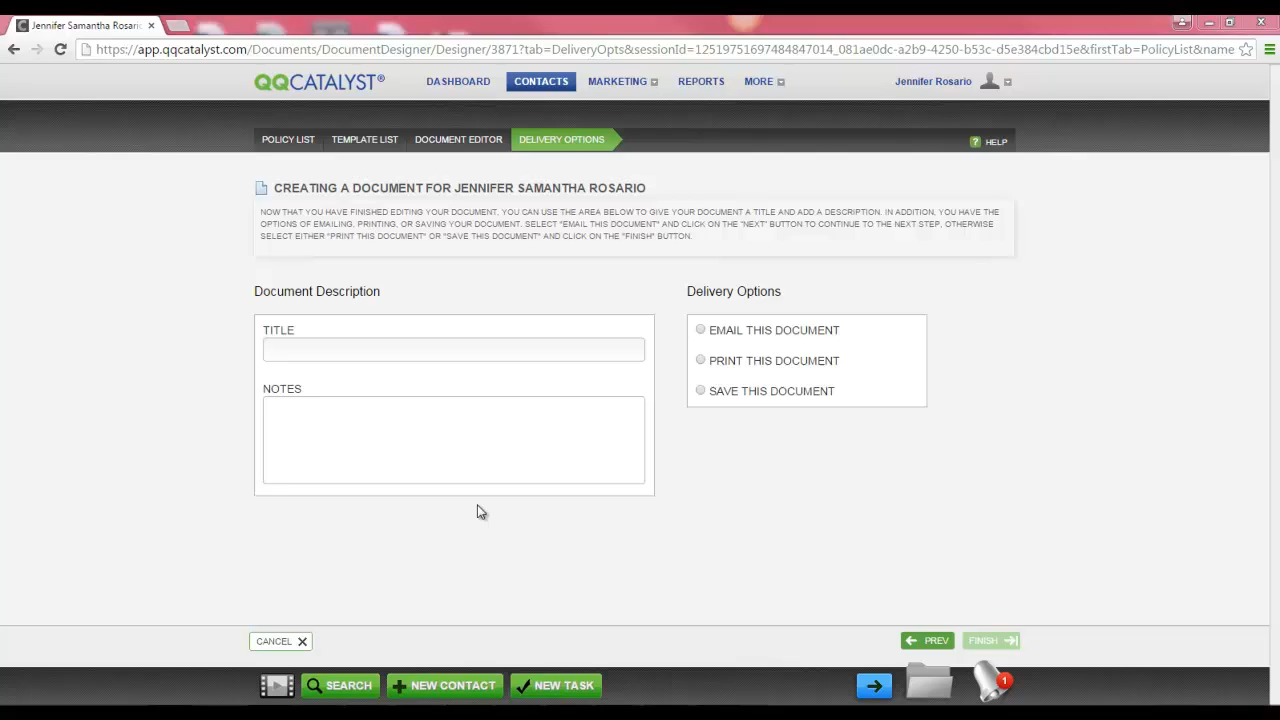 Jennifer Samantha Rosario
https://app.qqcatalyst.com/Documents/DocumentDesigner/Designer/3871?tab=DeliveryOpts&sessionId=12519751697484847014_081ae0dc-a2b9-4250-b53c-d5e384cbd15e&firstTab=PolicyList&name
QQCATALYST® DASHBOARD CONTACTS MARKETING REPORTS MORE Jennifer Rosario
POLICY LIST TEMPLATE LIST DOCUMENT EDITOR DELIVERY OPTIONS ? HELP
CREATING A DOCUMENT FOR JENNIFER SAMANTHA ROSARIO
NOW THAT YOU HAVE FINISHED EDITING YOUR DOCUMENT, YOU CAN USE THE AREA BELOW TO GIVE YOUR DOCUMENT A TITLE AND ADD A DESCRIPTION. IN ADDITION, YOU HAVE THE
OPTIONS OF EMAILING, PRINTING, OR SAVING YOUR DOCUMENT. SELECT "EMAIL THIS DOCUMENT" AND CLICK ON THE "NEXT" BUTTON TO CONTINUE TO THE NEXT STEP, OTHERWISE
SELECT EITHER "PRINT THIS DOCUMENT" OR "SAVE THIS DOCUMENT" AND CLICK ON THE "FINISH" BUTTON.
Document Description
TITLE
NOTES
Delivery Options
EMAIL THIS DOCUMENT
PRINT THIS DOCUMENT
SAVE THIS DOCUMENT
CANCEL PREV FINISH
SEARCH NEW CONTACT NEW TASK 1